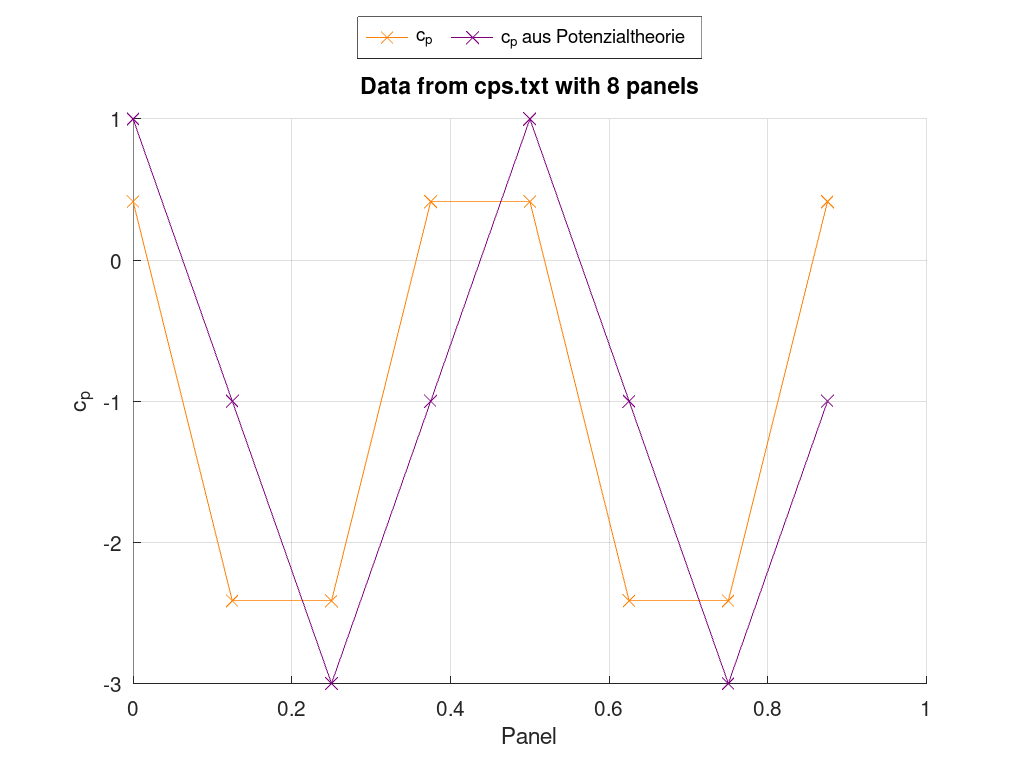 cₚ cₚ aus Potenzialtheorie
Data from cps.txt with 8 panels
1
0
-1
-2
-3
cₚ
0 0.2 0.4 0.6 0.8 1
Panel